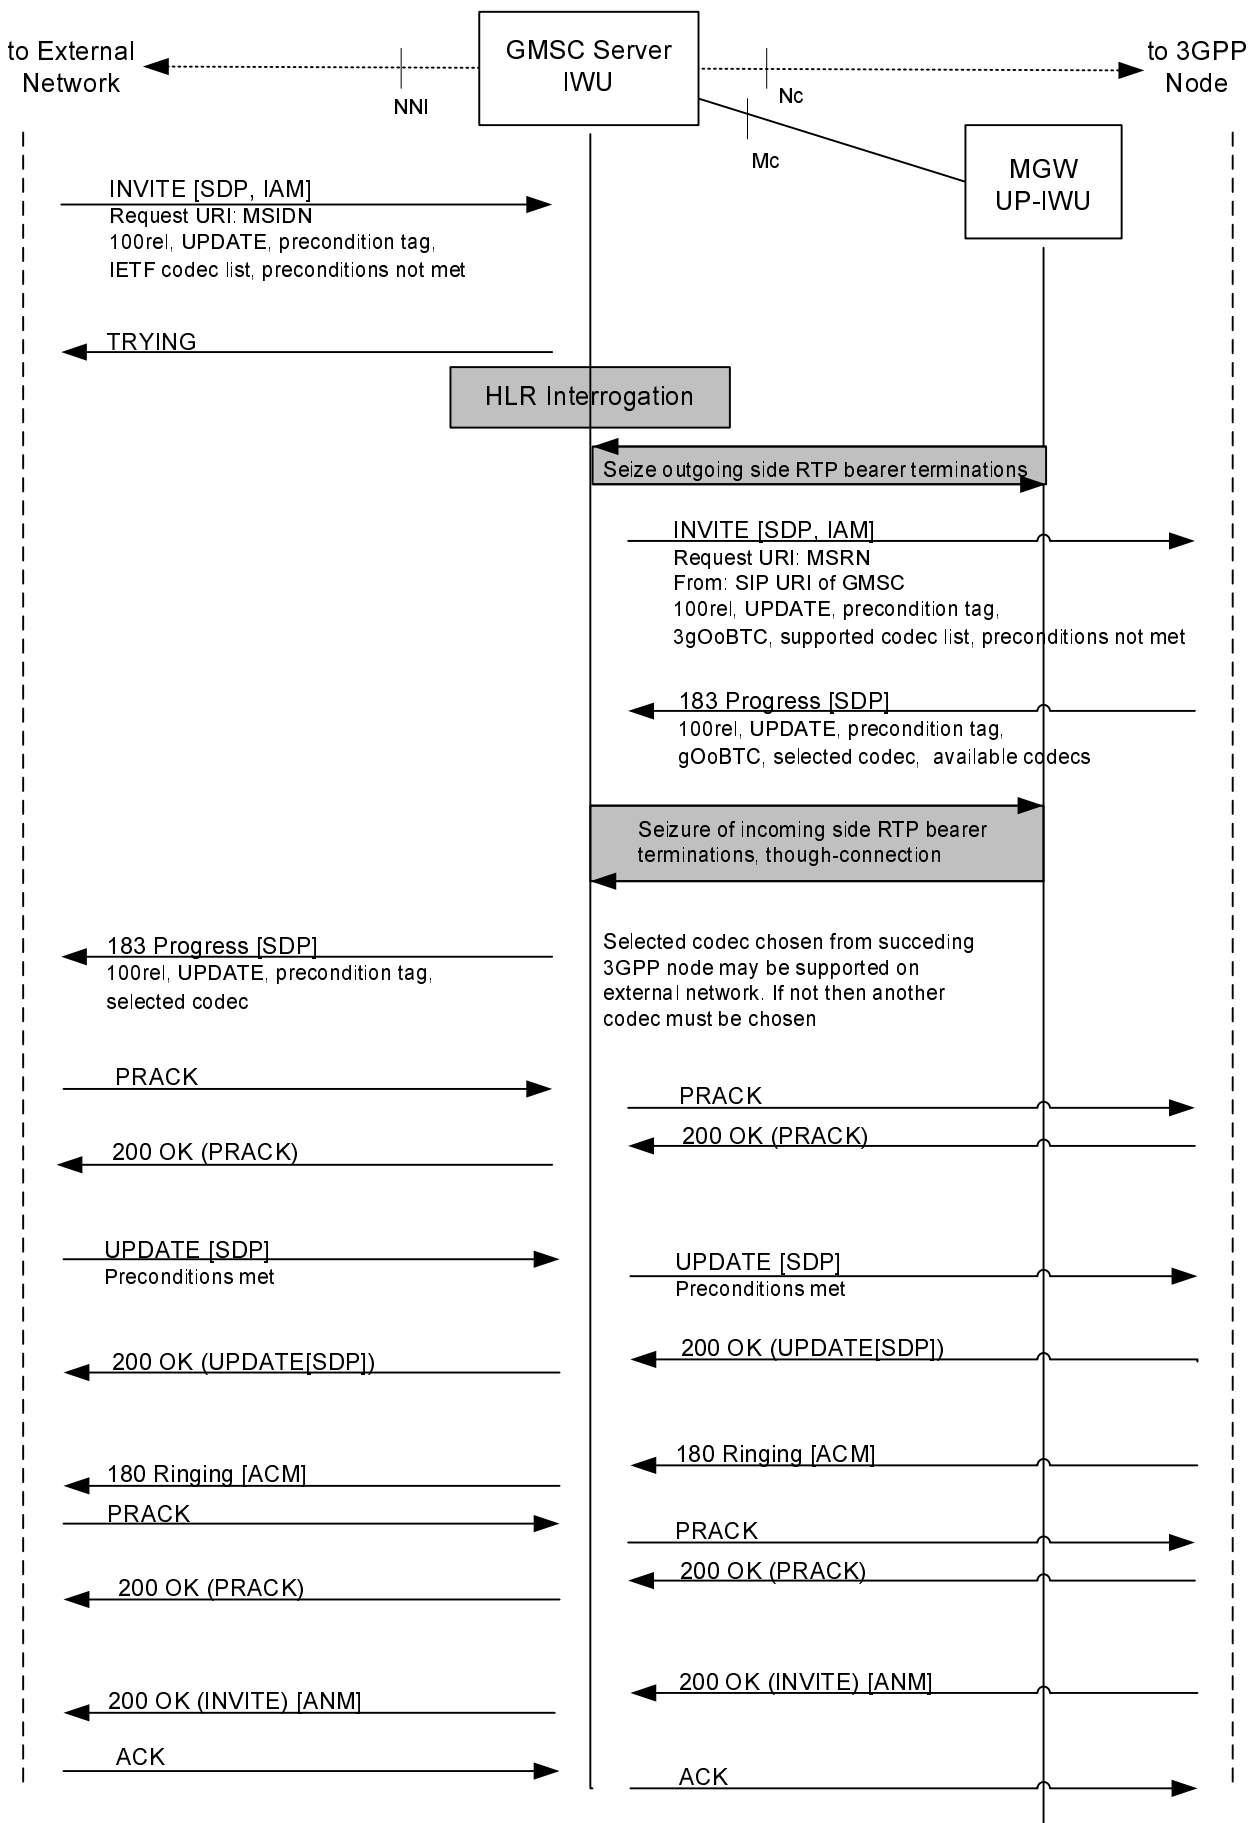 to External
Network
GMSC Server
IWU
to 3GPP
Node
NNI
Nc
Mc
MGW
UP-IWU
INVITE [SDP, IAM]
Request URI: MSIDN
100rel, UPDATE, precondition tag,
IETF codec list, preconditions not met
TRYING
HLR Interrogation
Seize outgoing side RTP bearer terminations
INVITE [SDP, IAM]
Request URI: MSRN
From: SIP URI of GMSC
100rel, UPDATE, precondition tag,
3gOoBTC, supported codec list, preconditions not met
183 Progress [SDP]
100rel, UPDATE, precondition tag,
gOoBTC, selected codec, available codecs
Seizure of incoming side RTP bearer
terminations, though-connection
183 Progress [SDP]
100rel, UPDATE, precondition tag,
selected codec
Selected codec chosen from succeding
3GPP node may be supported on
external network. If not then another
codec must be chosen
PRACK
PRACK
200 OK (PRACK)
200 OK (PRACK)
UPDATE [SDP]
Preconditions met
UPDATE [SDP]
Preconditions met
200 OK (UPDATE[SDP])
200 OK (UPDATE[SDP])
180 Ringing [ACM]
180 Ringing [ACM]
PRACK
PRACK
200 OK (PRACK)
200 OK (PRACK)
200 OK (INVITE) [ANM]
200 OK (INVITE) [ANM]
ACK
ACK